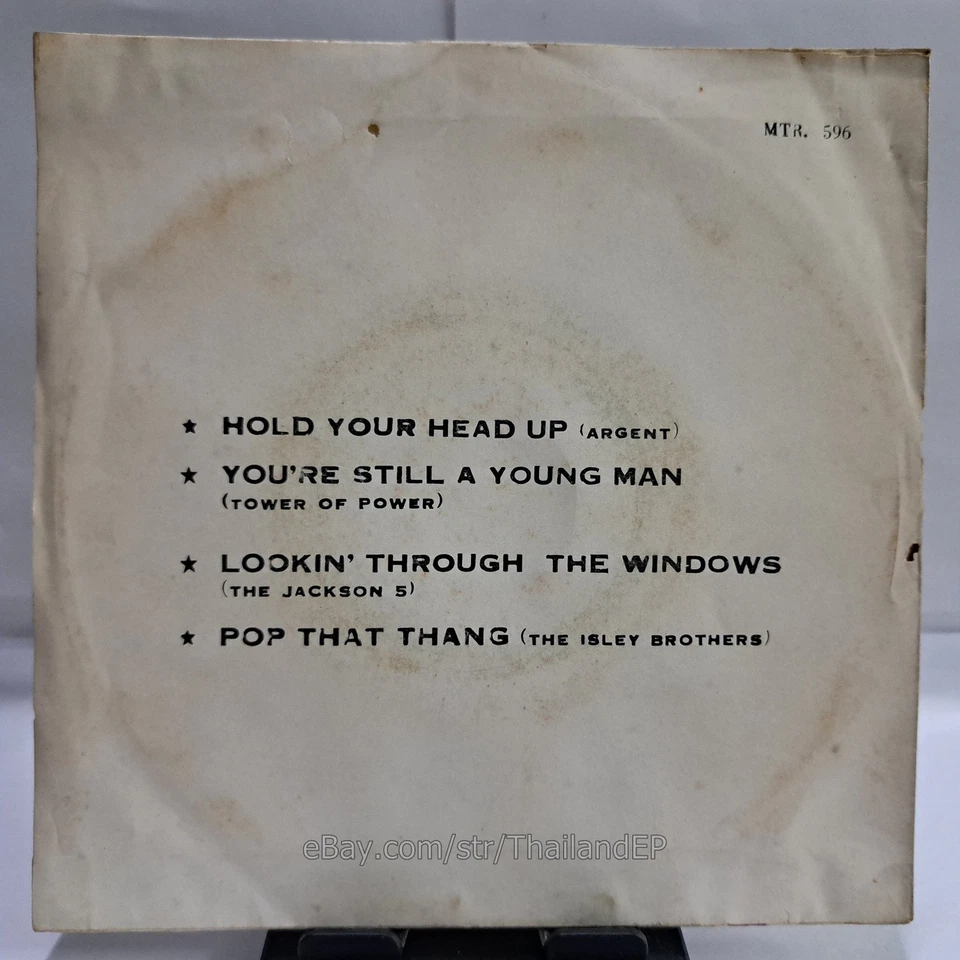 MTR. 596
★ HOLD YOUR HEAD UP (ARGENT)
★ YOU'RE STILL A YOUNG MAN
(TOWER OF POWER)
★ LOOKIN' THROUGH THE WINDOWS
(THE JACKSON 5)
★ POP THAT THANG (THE ISLEY BROTHERS)
eBay.com/str/ThailandEP